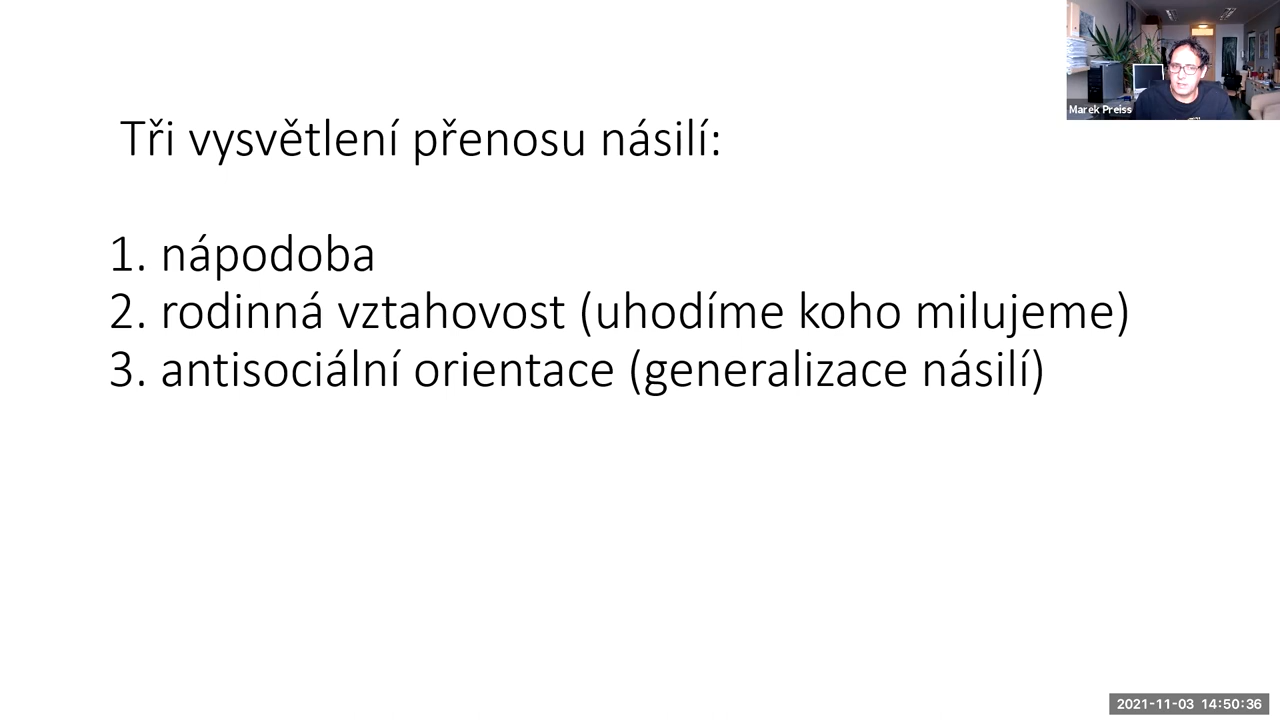 Marek Preiss
Tři vysvětlení přenosu násilí:
1. nápodoba
2. rodinná vztahovost (uhodíme koho milujeme)
3. antisociální orientace (generalizace násilí)
2021-11-03 14:50:36